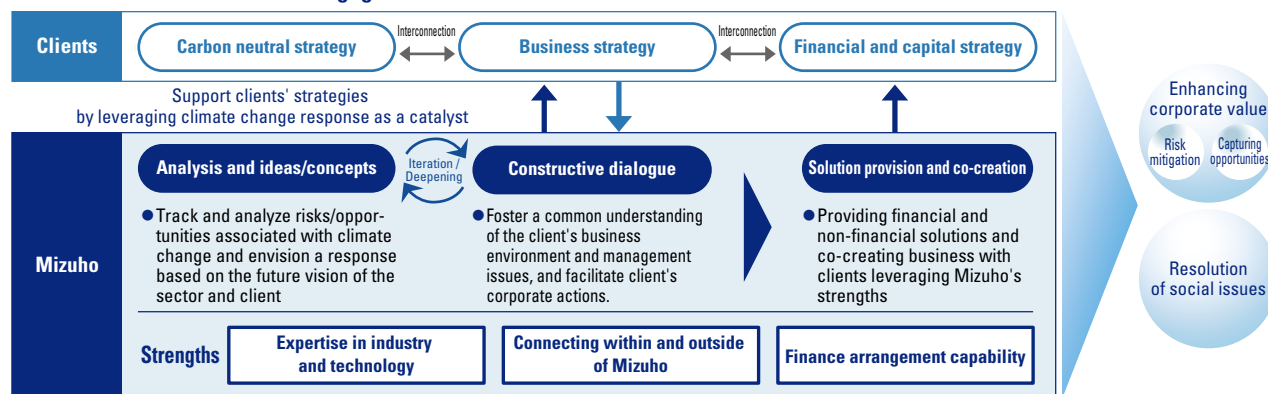 Clients
Carbon neutral strategy
Interconnection
Business strategy
Interconnection
Financial and capital strategy
Support clients' strategies
by leveraging climate change response as a catalyst
Mizuho
Analysis and ideas/concepts
Iteration /
Deepening
Constructive dialogue
Solution provision and co-creation
●Track and analyze risks/oppor-
tunities associated with climate
change and envision a response
based on the future vision of the
sector and client
●Foster a common understanding
of the client's business
environment and management
issues, and facilitate client's
corporate actions.
●Providing financial and
non-financial solutions and
co-creating business with
clients leveraging Mizuho's
strengths
Strengths
Expertise in industry
and technology
Connecting within and outside
of Mizuho
Finance arrangement capability
Enhancing
corporate value
Risk
mitigation
Capturing
opportunities
Resolution
of social issues